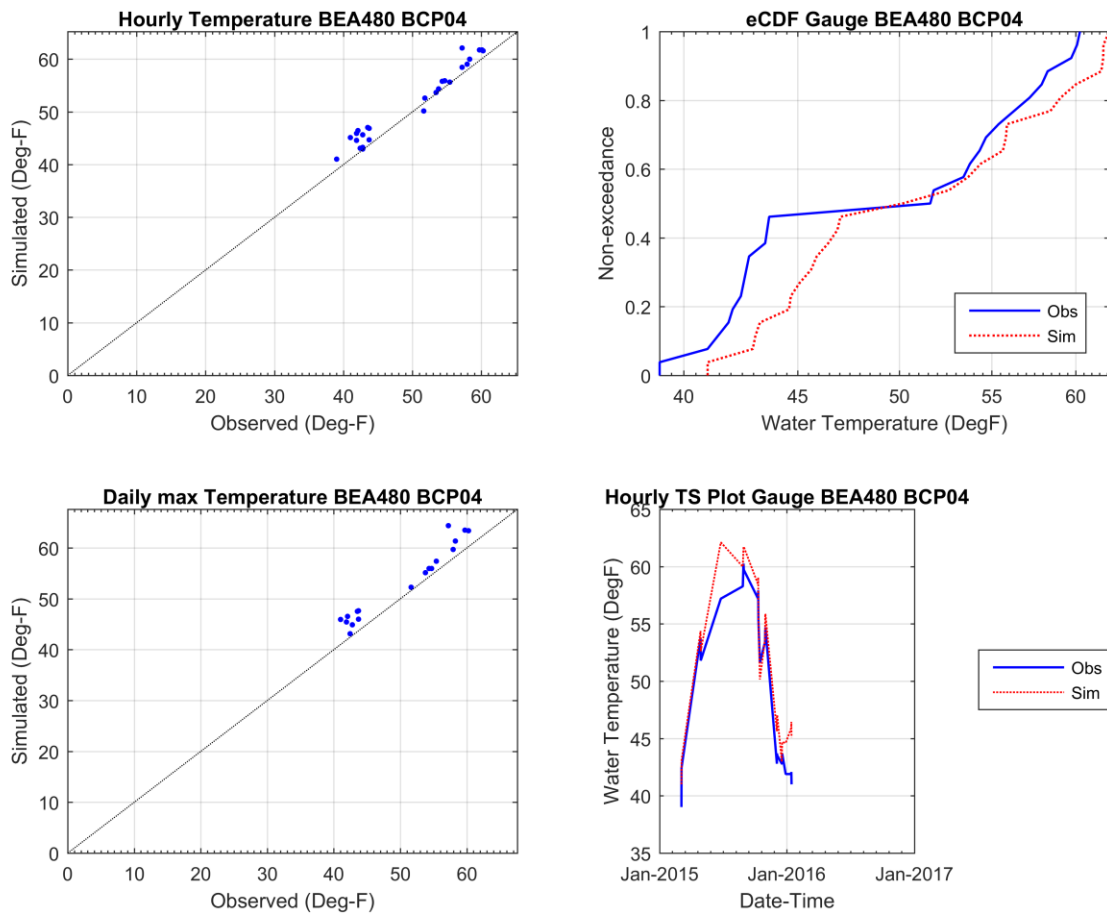 Hourly Temperature BEA480 BCP04
60
50
40
30
20
10
0
0 10 20 30 40 50 60
Simulated (Deg-F)
Observed (Deg-F)
eCDF Gauge BEA480 BCP04
1
0.8
0.6
0.4
0.2
0
40 45 50 55 60
Non-exceedance
Water Temperature (DegF)
Obs
Sim
Daily max Temperature BEA480 BCP04
60
50
40
30
20
10
0
0 10 20 30 40 50 60
Simulated (Deg-F)
Observed (Deg-F)
Hourly TS Plot Gauge BEA480 BCP04
65
60
55
50
45
40
35
Jan-2015 Jan-2016 Jan-2017
Water Temperature (DegF)
Date-Time
Obs
Sim